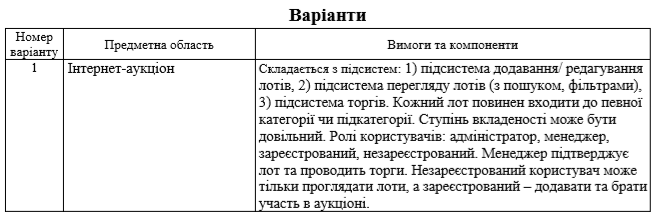 Варіанти
Номер варіанту
Предметна область
Вимоги та компоненти
1
Інтернет-аукціон
Складається з підсистем: 1) підсистема додавання/ редагування
лотів, 2) підсистема перегляду лотів (з пошуком, фільтрами),
3) підсистема торгів. Кожний лот повинен входити до певної
категорії чи підкатегорії. Ступінь вкладеності може бути
довільний. Ролі користувачів: адміністратор, менеджер,
зареєстрований, незареєстрований. Менеджер підтверджує
лот та проводить торги. Незареєстрований користувач може
тільки проглядати лоти, а зареєстрований – додавати та брати
участь в аукціоні.